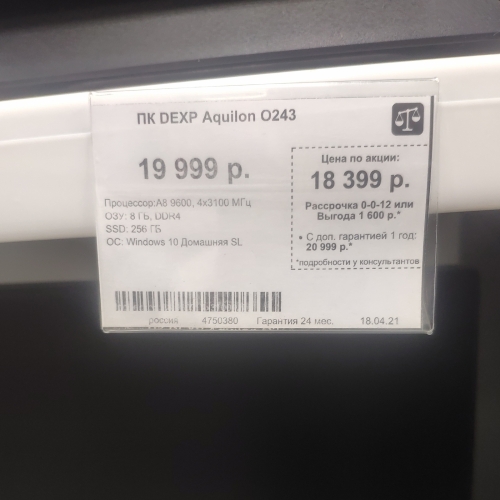 ПК DEXP Aquilon O243
19 999 р.
Процессор:A8 9600, 4x3100 МГц
ОЗУ: 8 ГБ, DDR4
SSD: 256 ГБ
ОС: Windows 10 Домашняя SL
Цена по акции:
18 399 р.
Рассрочка 0-0-12 или
Выгода 1 600 р.*
• С доп. гарантией 1 год:
20 999 р.*
*подробности у консультантов
россия 4750380 Гарантия 24 мес. 18.04.21